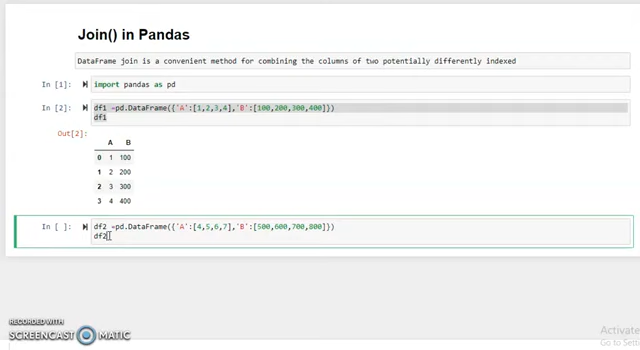 Join() in Pandas
DataFrame join is a convenient method for combining the columns of two potentially differently indexed
In [1]: import pandas as pd
In [2]: df1 =pd.DataFrame({'A':[1,2,3,4],'B':[100,200,300,400]})
df1
Out[2]:
A B
0 1 100
1 2 200
2 3 300
3 4 400
In [ ]: df2 =pd.DataFrame({'A':[4,5,6,7],'B':[500,600,700,800]})
df2
RECORDED WITH
SCREENCAST MATIC
Activate
Go to Setti